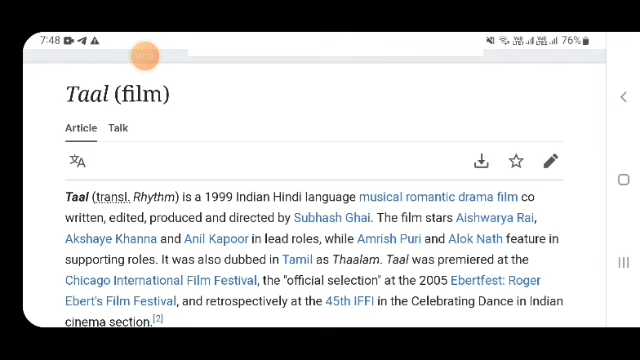 7:48
76%
Taal (film)
Article Talk
Taal (transl. Rhythm) is a 1999 Indian Hindi language musical romantic drama film co
written, edited, produced and directed by Subhash Ghai. The film stars Aishwarya Rai,
Akshaye Khanna and Anil Kapoor in lead roles, while Amrish Puri and Alok Nath feature in
supporting roles. It was also dubbed in Tamil as Thaalam. Taal was premiered at the
Chicago International Film Festival, the "official selection" at the 2005 Ebertfest: Roger
Ebert's Film Festival, and retrospectively at the 45th IFFI in the Celebrating Dance in Indian
cinema section.[2]